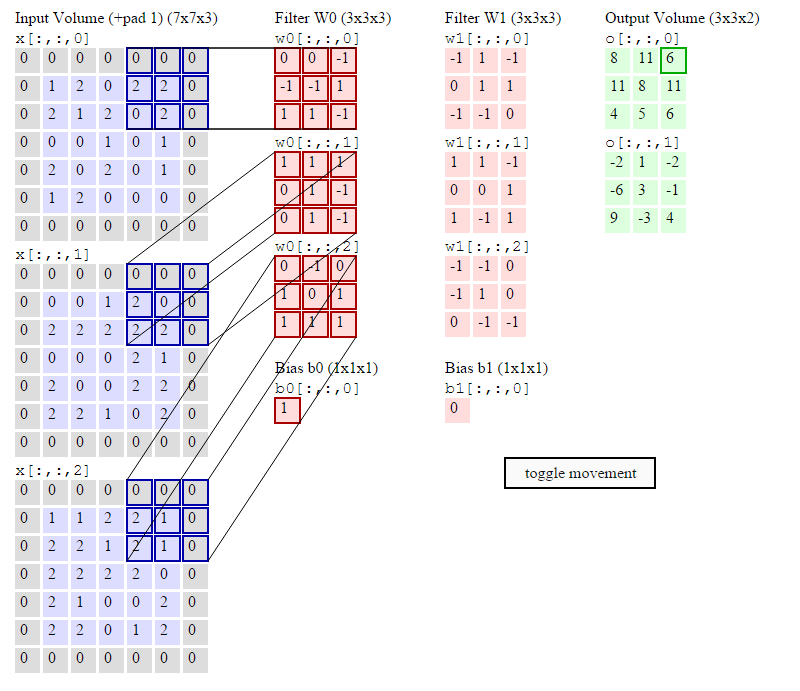 Input Volume (+pad 1) (7x7x3)
x[:,:,0]
0 0 0 0 0 0 0
0 1 2 0 2 2 0
0 2 1 2 0 2 0
0 0 0 1 0 1 0
0 2 0 2 0 1 0
0 1 2 0 0 0 0
0 0 0 0 0 0 0
x[:,:,1]
0 0 0 0 0 0 0
0 0 0 1 2 0 0
0 2 2 2 2 2 0
0 0 0 0 2 1 0
0 2 0 0 2 2 0
0 2 2 1 0 2 0
0 0 0 0 0 0 0
x[:,:,2]
0 0 0 0 0 0 0
0 1 1 2 2 1 0
0 2 2 1 2 1 0
0 2 2 2 2 0 0
0 2 1 0 0 2 0
0 2 2 0 1 2 0
0 0 0 0 0 0 0
Filter W0 (3x3x3)
w0[:,:,0]
0 0 -1
-1 -1 1
1 1 -1
w0[:,:,1]
1 1 1
0 1 -1
0 1 -1
w0[:,:,2]
0 -1 0
1 0 1
1 1 1
Bias b0 (1x1x1)
b0[:,:,0]
1
Filter W1 (3x3x3)
w1[:,:,0]
-1 1 -1
0 1 1
-1 -1 0
w1[:,:,1]
1 1 -1
0 0 1
1 -1 1
w1[:,:,2]
-1 -1 0
-1 1 0
0 -1 -1
Bias b1 (1x1x1)
b1[:,:,0]
0
Output Volume (3x3x2)
o[:,:,0]
8 11 6
11 8 11
4 5 6
o[:,:,1]
-2 1 -2
-6 3 -1
9 -3 4
toggle movement